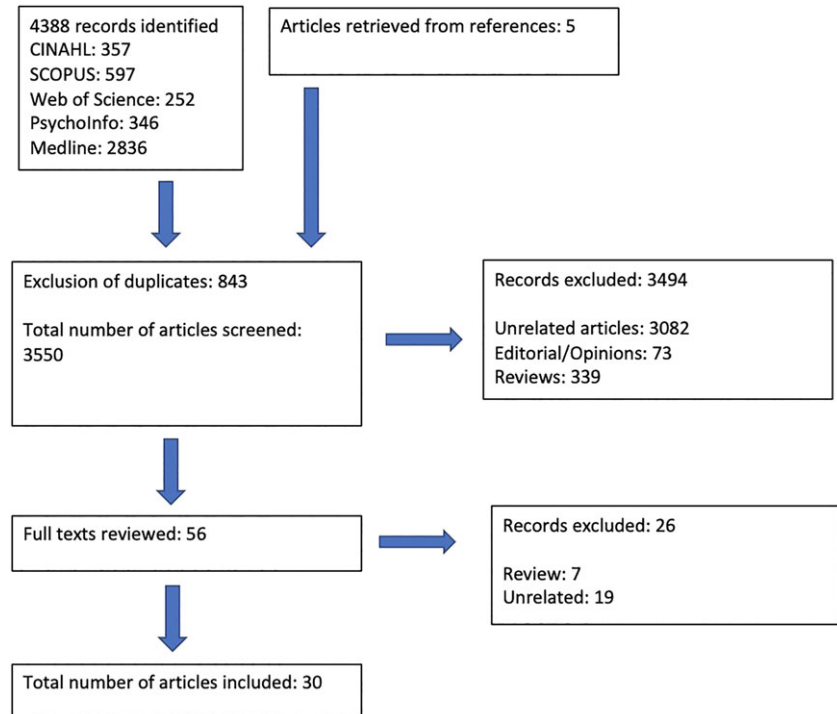 4388 records identified
CINAHL: 357
SCOPUS: 597
Web of Science: 252
PsychoInfo: 346
Medline: 2836
Articles retrieved from references: 5
Exclusion of duplicates: 843
Total number of articles screened:
3550
Records excluded: 3494
Unrelated articles: 3082
Editorial/Opinions: 73
Reviews: 339
Full texts reviewed: 56
Records excluded: 26
Review: 7
Unrelated: 19
Total number of articles included: 30